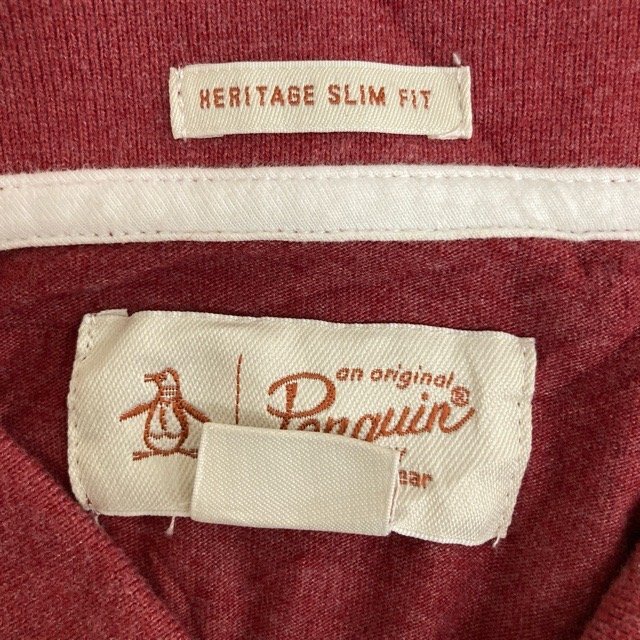 HERITAGE SLIM FIT
an original
Penguin®
ear